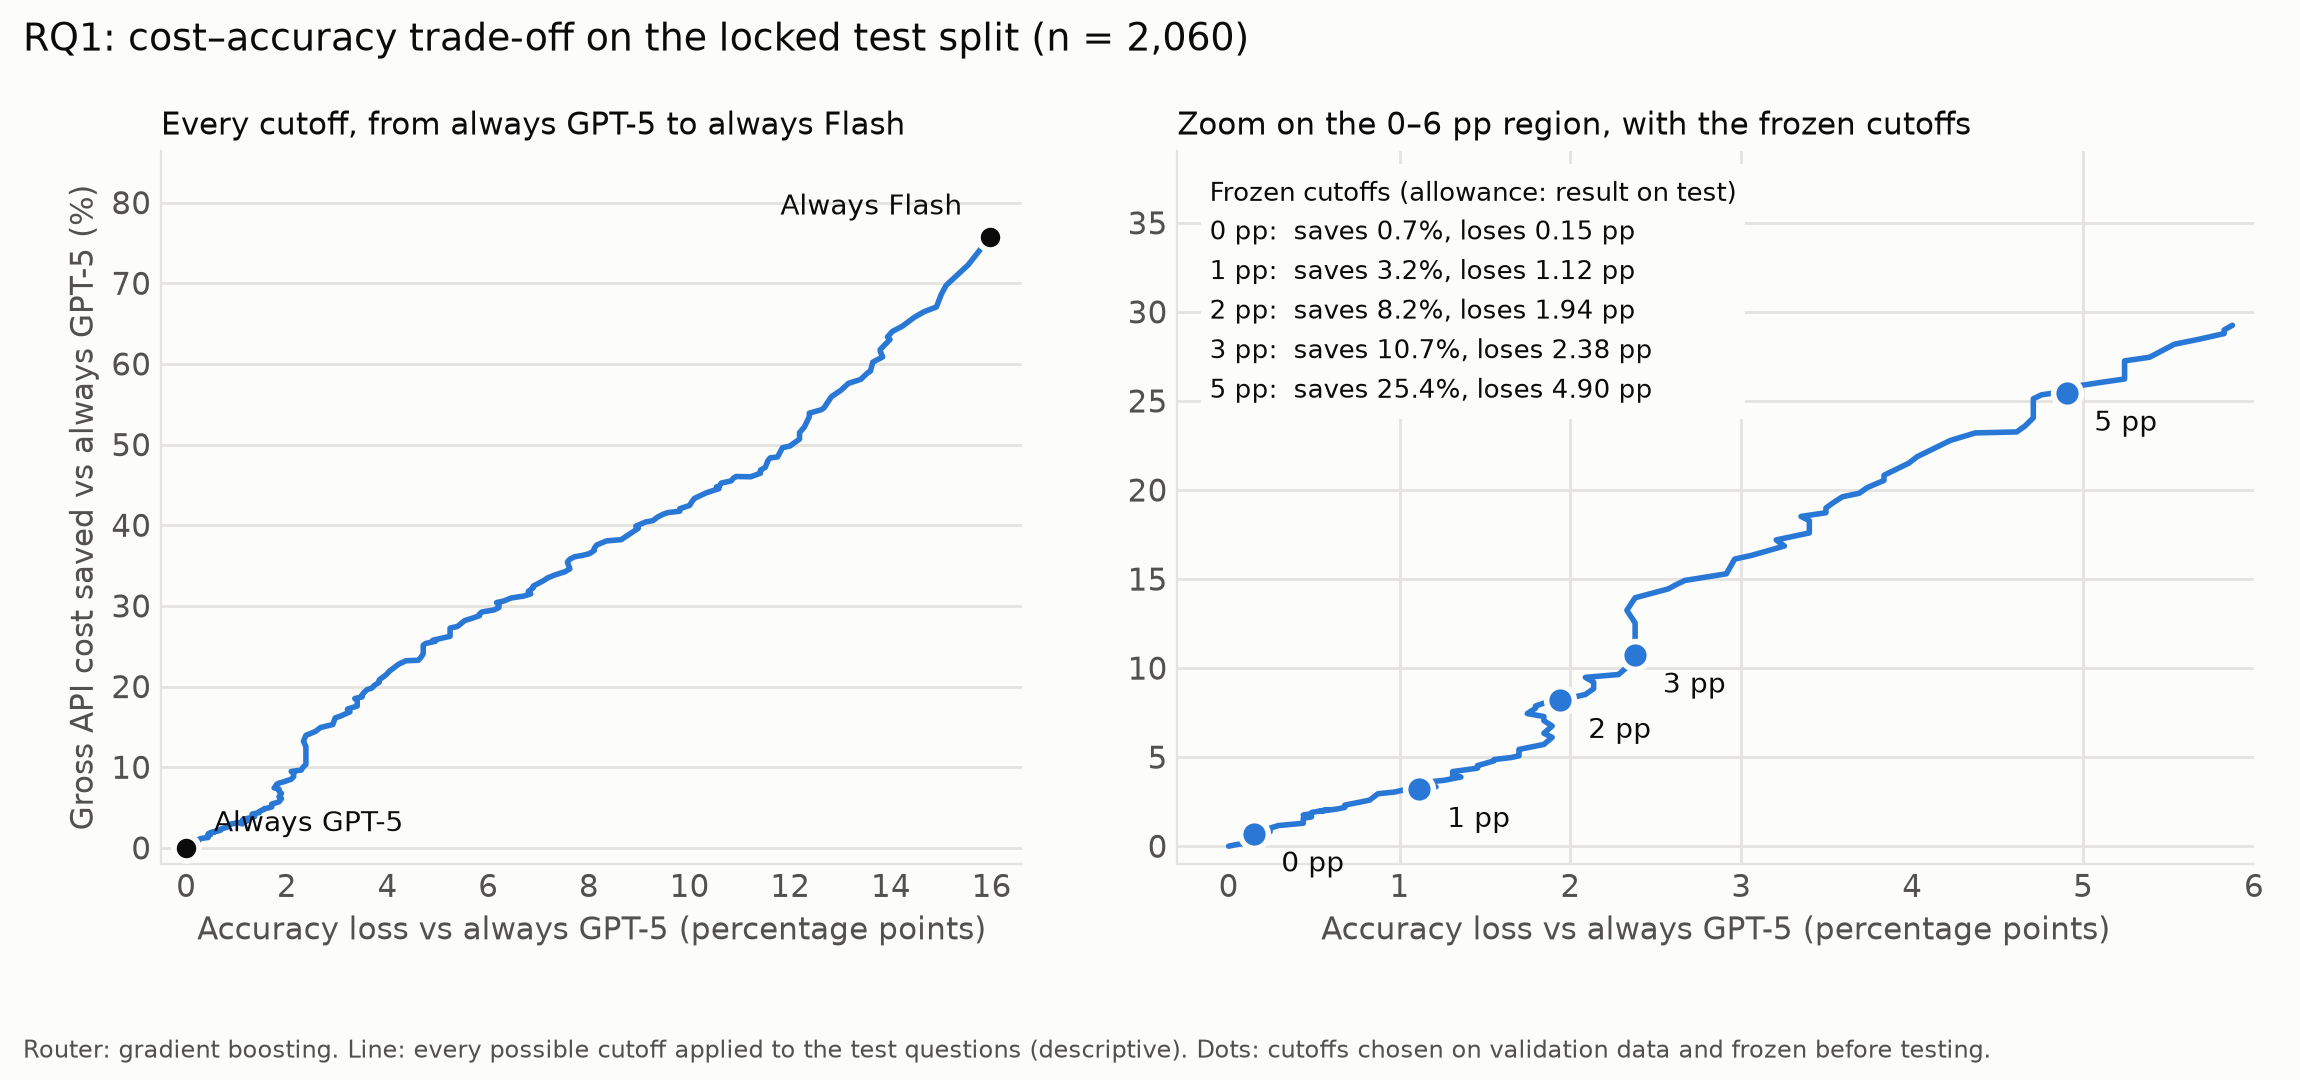 RQ1: cost–accuracy trade-off on the locked test split (n = 2,060)
Every cutoff, from always GPT-5 to always Flash
Gross API cost saved vs always GPT-5 (%)
80
70
60
50
40
30
20
10
0
Always Flash
Always GPT-5
0 2 4 6 8 10 12 14 16
Accuracy loss vs always GPT-5 (percentage points)
Zoom on the 0–6 pp region, with the frozen cutoffs
Frozen cutoffs (allowance: result on test)
0 pp: saves 0.7%, loses 0.15 pp
1 pp: saves 3.2%, loses 1.12 pp
2 pp: saves 8.2%, loses 1.94 pp
3 pp: saves 10.7%, loses 2.38 pp
5 pp: saves 25.4%, loses 4.90 pp
35
30
25
20
15
10
5
0
5 pp
3 pp
2 pp
1 pp
0 pp
0 1 2 3 4 5 6
Accuracy loss vs always GPT-5 (percentage points)
Router: gradient boosting. Line: every possible cutoff applied to the test questions (descriptive). Dots: cutoffs chosen on validation data and frozen before testing.